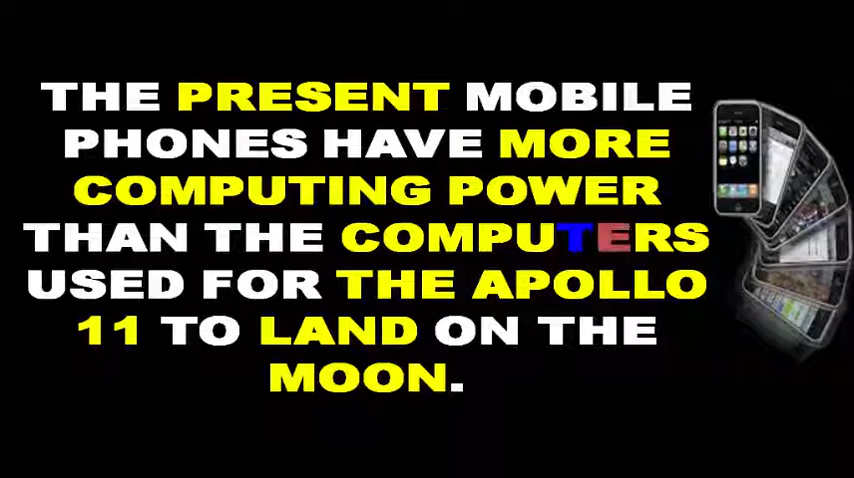 THE PRESENT MOBILE
PHONES HAVE MORE
COMPUTING POWER
THAN THE COMPUTERS
USED FOR THE APOLLO
11 TO LAND ON THE
MOON.